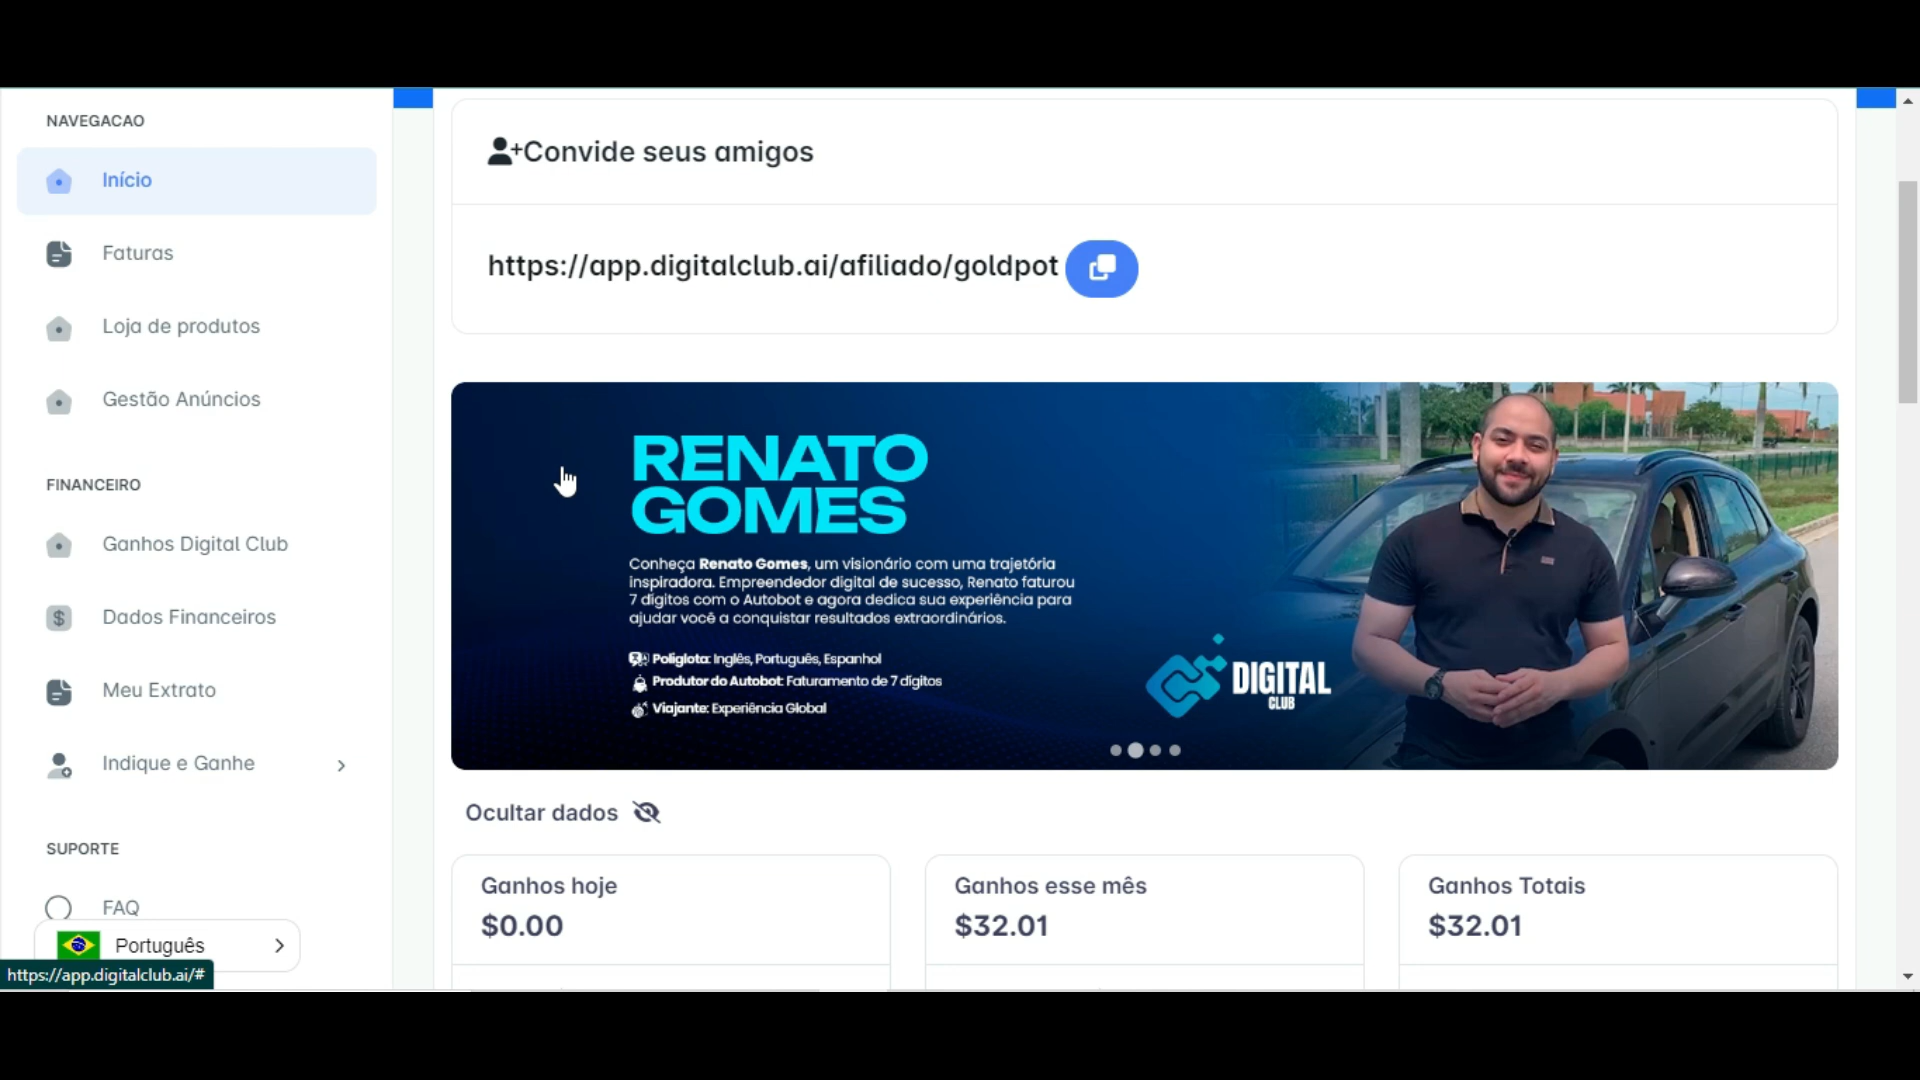 NAVEGACAO
Início
Faturas
Loja de produtos
Gestão Anúncios
FINANCEIRO
Ganhos Digital Club
Dados Financeiros
Meu Extrato
Indique e Ganhe
SUPORTE
FAQ
Português
https://app.digitalclub.ai/#
Convide seus amigos
https://app.digitalclub.ai/afiliado/goldpot
RENATO
GOMES
Conheça Renato Gomes, um visionário com uma trajetória
inspiradora. Empreendedor digital de sucesso, Renato faturou
7 dígitos com o Autobot e agora dedica sua experiência para
ajudar você a conquistar resultados extraordinários.
Poliglota: Inglês, Português, Espanhol
Produtor do Autobot: Faturamento de 7 dígitos
Viajante: Experiência Global
DIGITAL
CLUB
Ocultar dados
Ganhos hoje
$0.00
Ganhos esse mês
$32.01
Ganhos Totais
$32.01